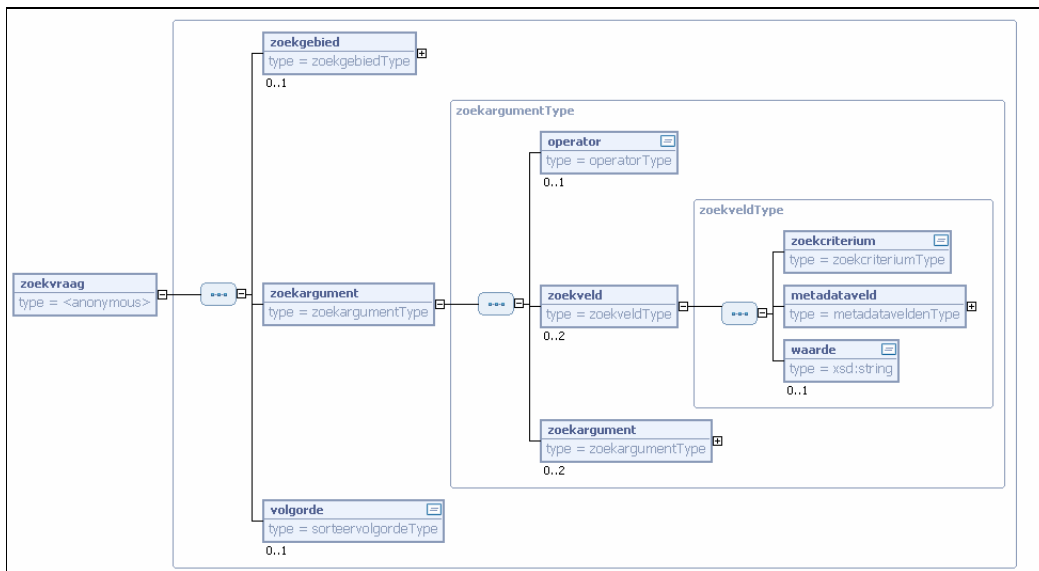 zoekgebied
type = zoekgebiedType
0..1
zoekargumentType
operator
type = operatorType
0..1
zoekveldType
zoekcriterium
type = zoekcriteriumType
zoekvraag
type = <anonymous>
zoekargument
type = zoekargumentType
zoekveld
type = zoekveldType
0..2
metadataveld
type = metadataveldenType
waarde
type = xsd:string
0..1
zoekargument
type = zoekargumentType
0..2
volgorde
type = sorteervolgordeType
0..1